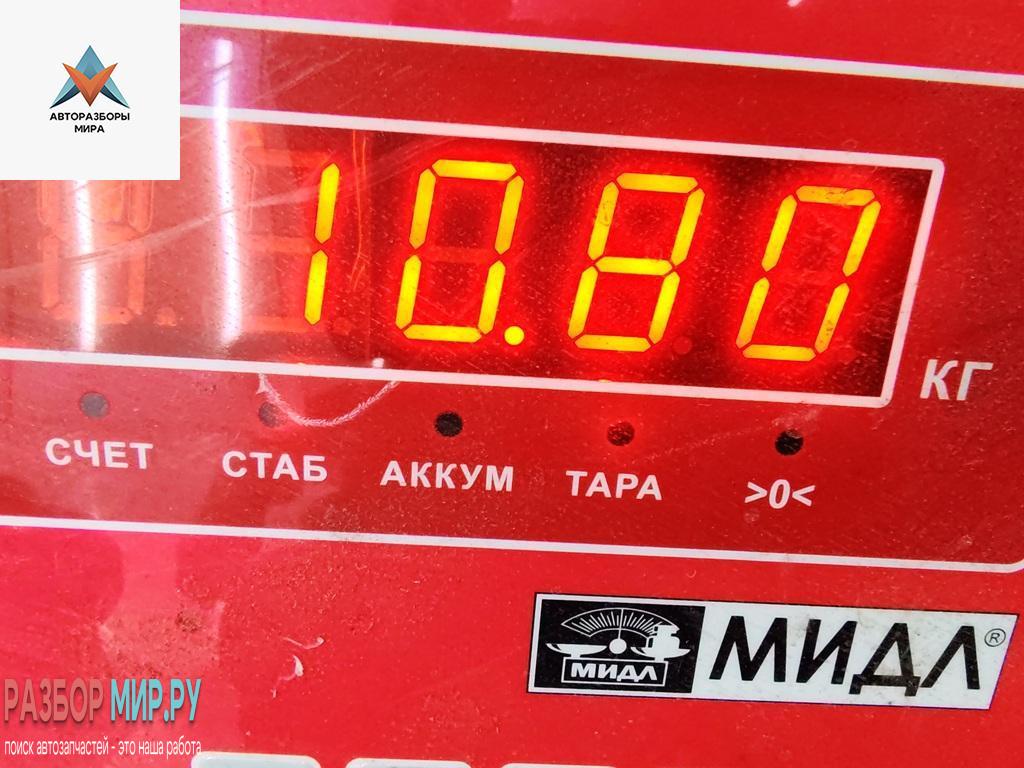 АВТОРАЗБОРЫ
МИРА
10.80
КГ
СЧЕТ СТАБ АККУМ ТАРА >0<
МИДЛ
МИДЛ®
РАЗБОР МИР.РУ
поиск автозапчастей - это наша работа